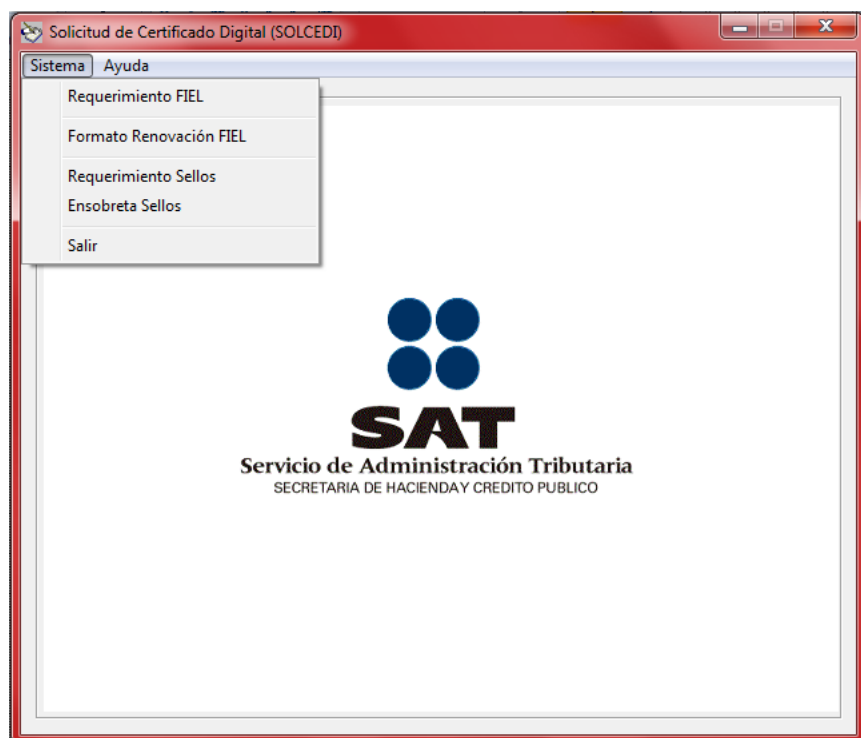 Solicitud de Certificado Digital (SOLCEDI)
Sistema Ayuda
Requerimiento FIEL
Formato Renovación FIEL
Requerimiento Sellos
Ensobreta Sellos
Salir
SAT
Servicio de Administración Tributaria
SECRETARIA DE HACIENDA Y CREDITO PUBLICO